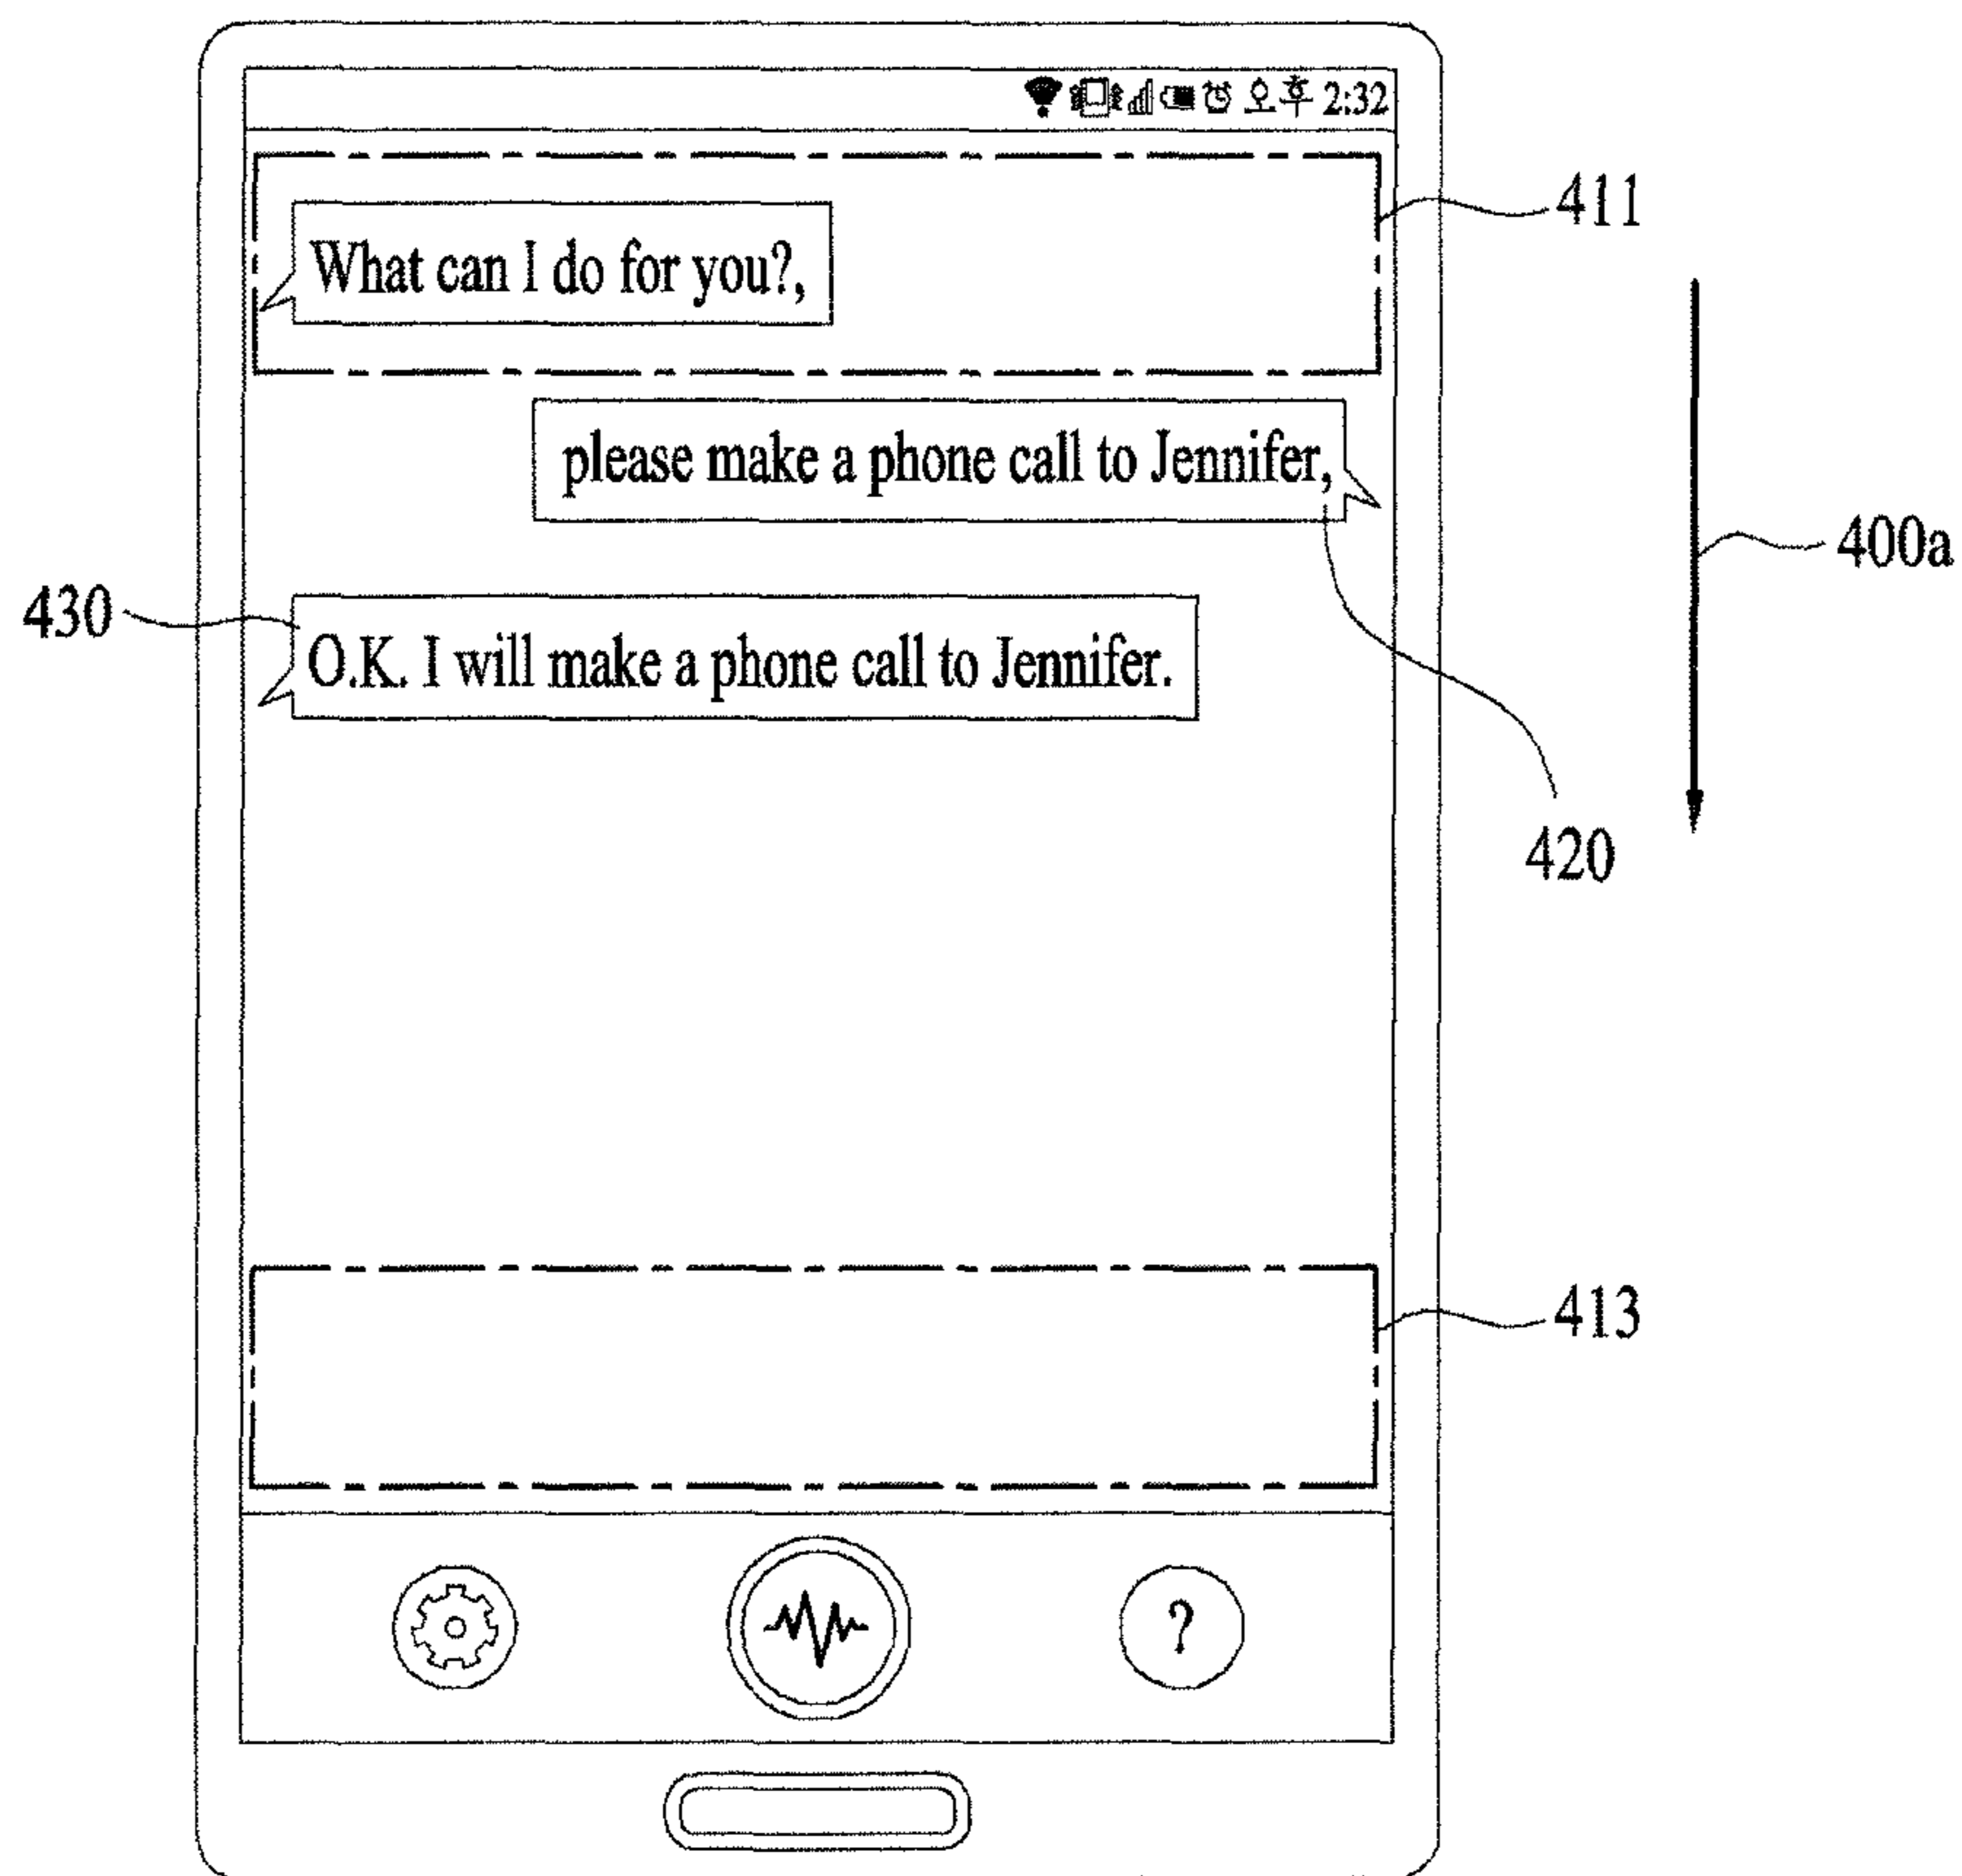 오후 2:32
411
What can I do for you?,
please make a phone call to Jennifer,
400a
430
O.K. I will make a phone call to Jennifer.
420
413
?